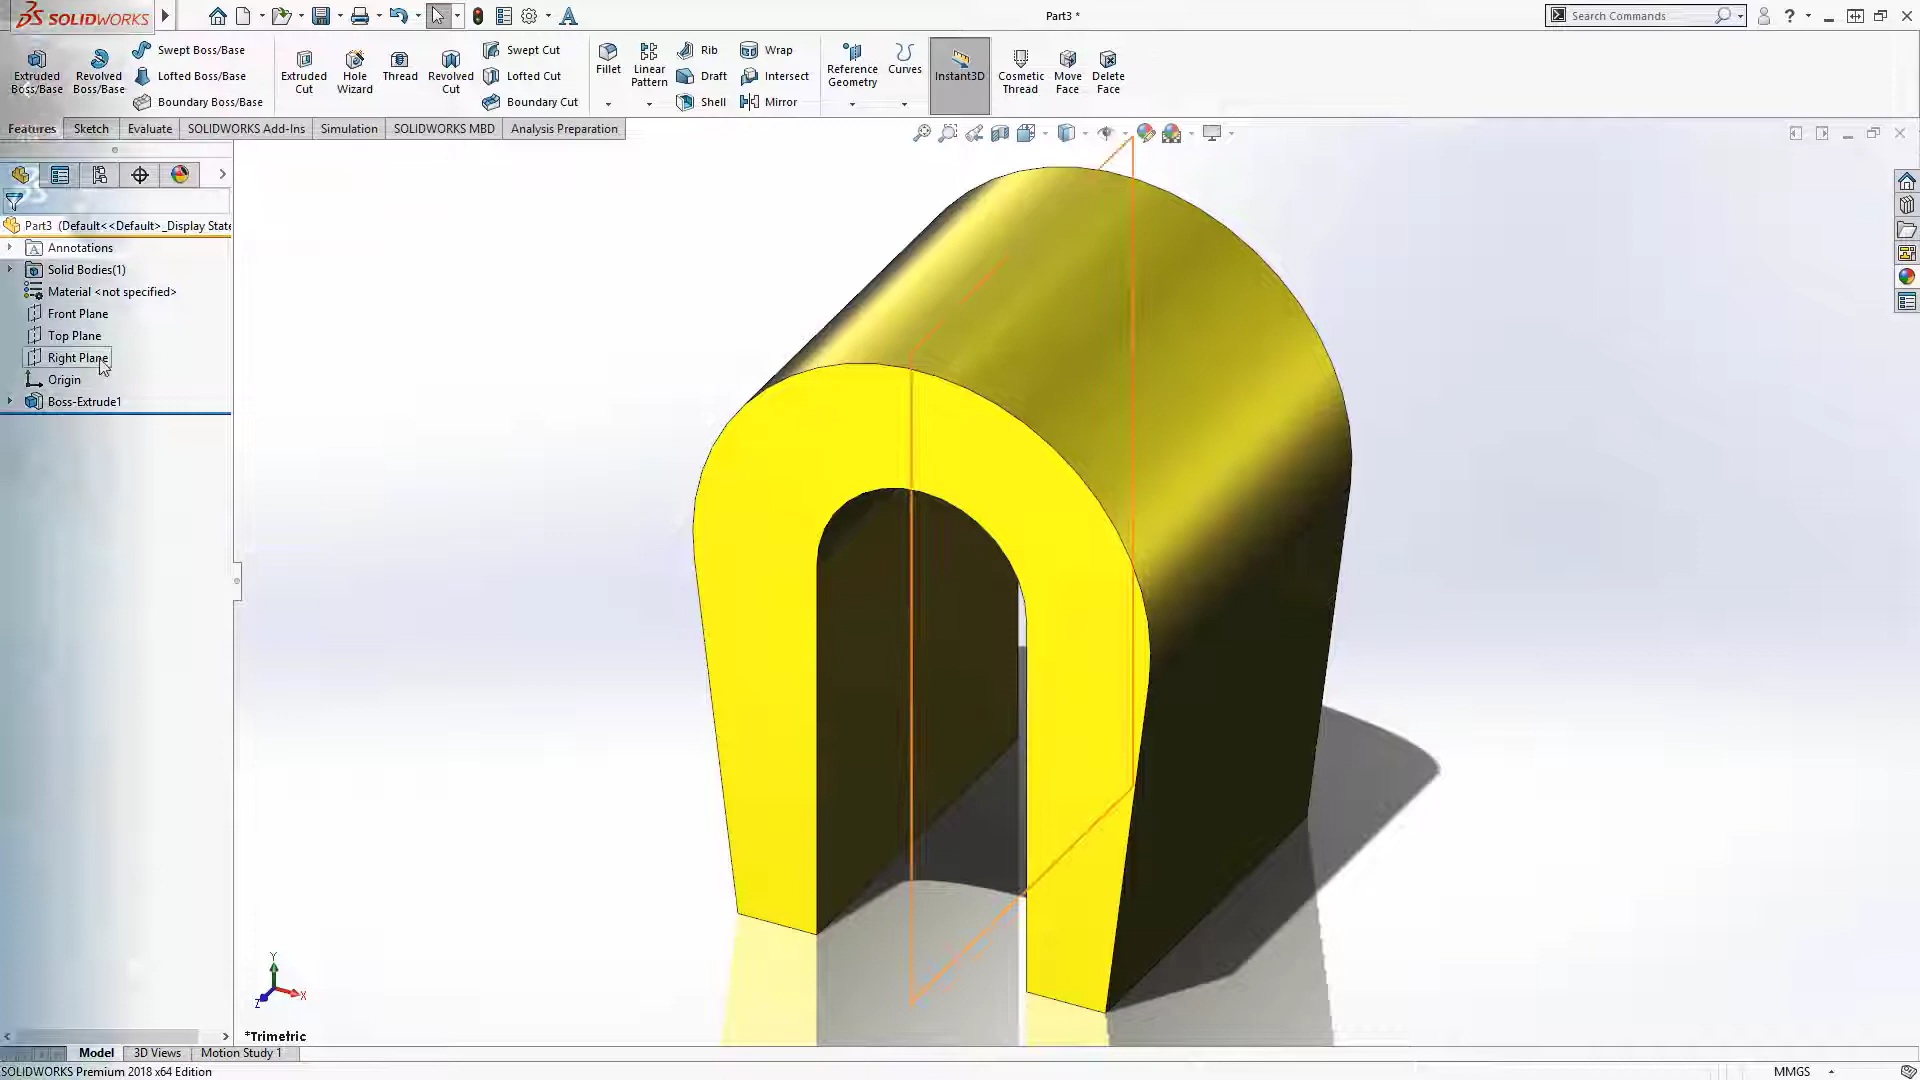 SOLIDWORKS
Part3 *
Search Commands
Extruded Boss/Base
Revolved Boss/Base
Swept Boss/Base
Lofted Boss/Base
Boundary Boss/Base
Extruded Cut
Hole Wizard
Thread
Revolved Cut
Swept Cut
Lofted Cut
Boundary Cut
Fillet
Linear Pattern
Rib
Draft
Shell
Wrap
Intersect
Mirror
Reference Geometry
Curves
Instant3D
Cosmetic Thread
Move Face
Delete Face
Features
Sketch
Evaluate
SOLIDWORKS Add-Ins
Simulation
SOLIDWORKS MBD
Analysis Preparation
Part3 (Default<<Default>_Display State
Annotations
Solid Bodies(1)
Material <not specified>
Front Plane
Top Plane
Right Plane
Origin
Boss-Extrude1
Y
X
Z
*Trimetric
Model
3D Views
Motion Study 1
SOLIDWORKS Premium 2018 x64 Edition
MMGS